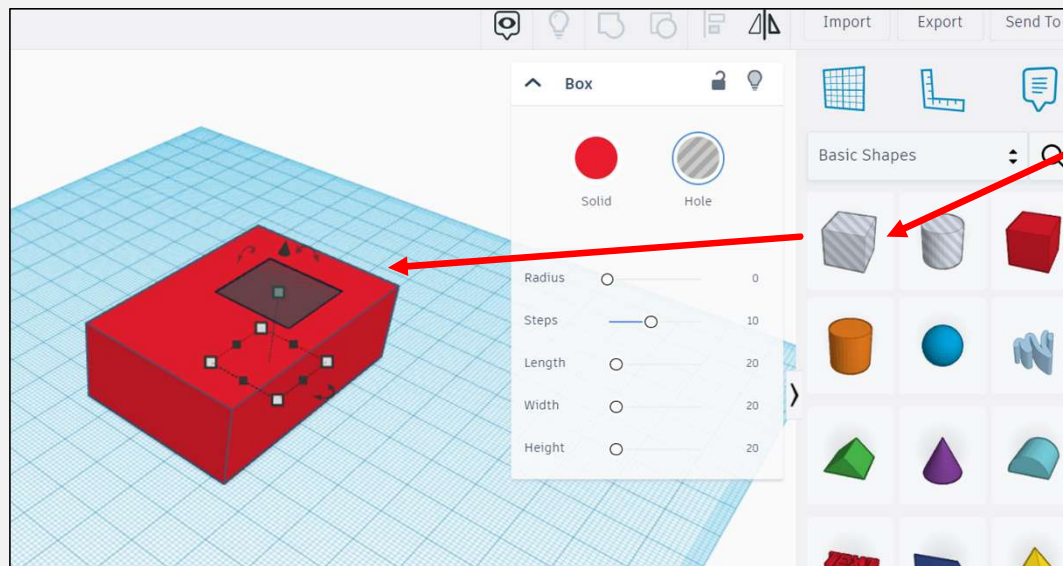 Import Export Send To
Box
Solid Hole
Basic Shapes
Radius 0
Steps 10
Length 20
Width 20
Height 20